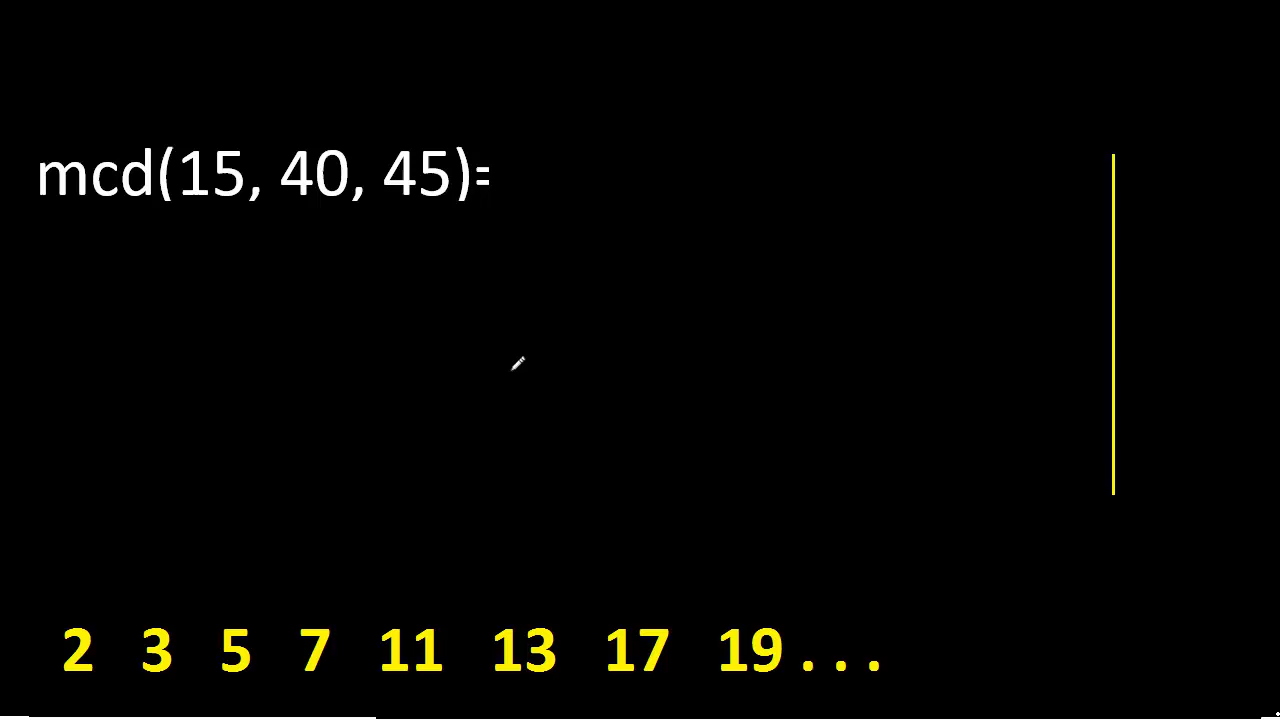 mcd(15, 40, 45)=
2 3 5 7 11 13 17 19 . . .